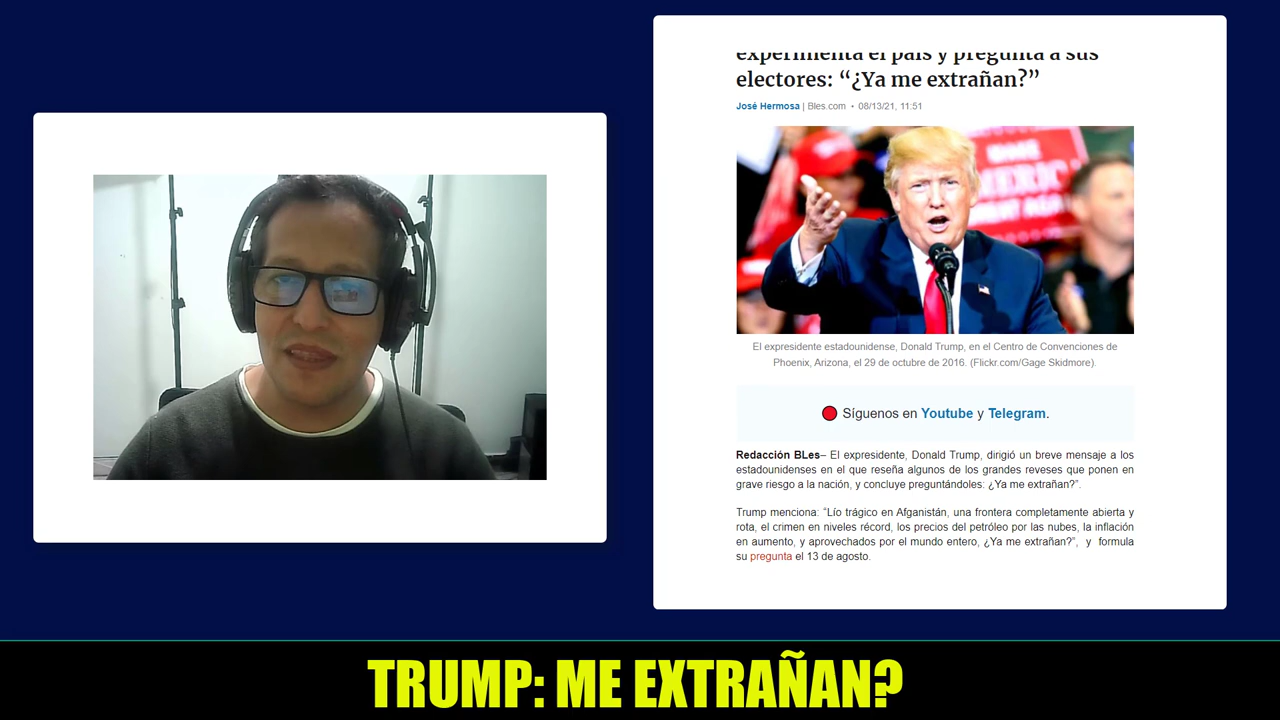 experimenta el país y pregunta a sus
electores: “¿Ya me extrañan?”
José Hermosa | Bles.com • 08/13/21, 11:51
El expresidente estadounidense, Donald Trump, en el Centro de Convenciones de
Phoenix, Arizona, el 29 de octubre de 2016. (Flickr.com/Gage Skidmore).
Síguenos en Youtube y Telegram.
Redacción BLes– El expresidente, Donald Trump, dirigió un breve mensaje a los
estadounidenses en el que reseña algunos de los grandes reveses que ponen en
grave riesgo a la nación, y concluye preguntándoles: ¿Ya me extrañan?”.
Trump menciona: “Lío trágico en Afganistán, una frontera completamente abierta y
rota, el crimen en niveles récord, los precios del petróleo por las nubes, la inflación
en aumento, y aprovechados por el mundo entero, ¿Ya me extrañan?”, y formula
su pregunta el 13 de agosto.
TRUMP: ME EXTRAÑAN?